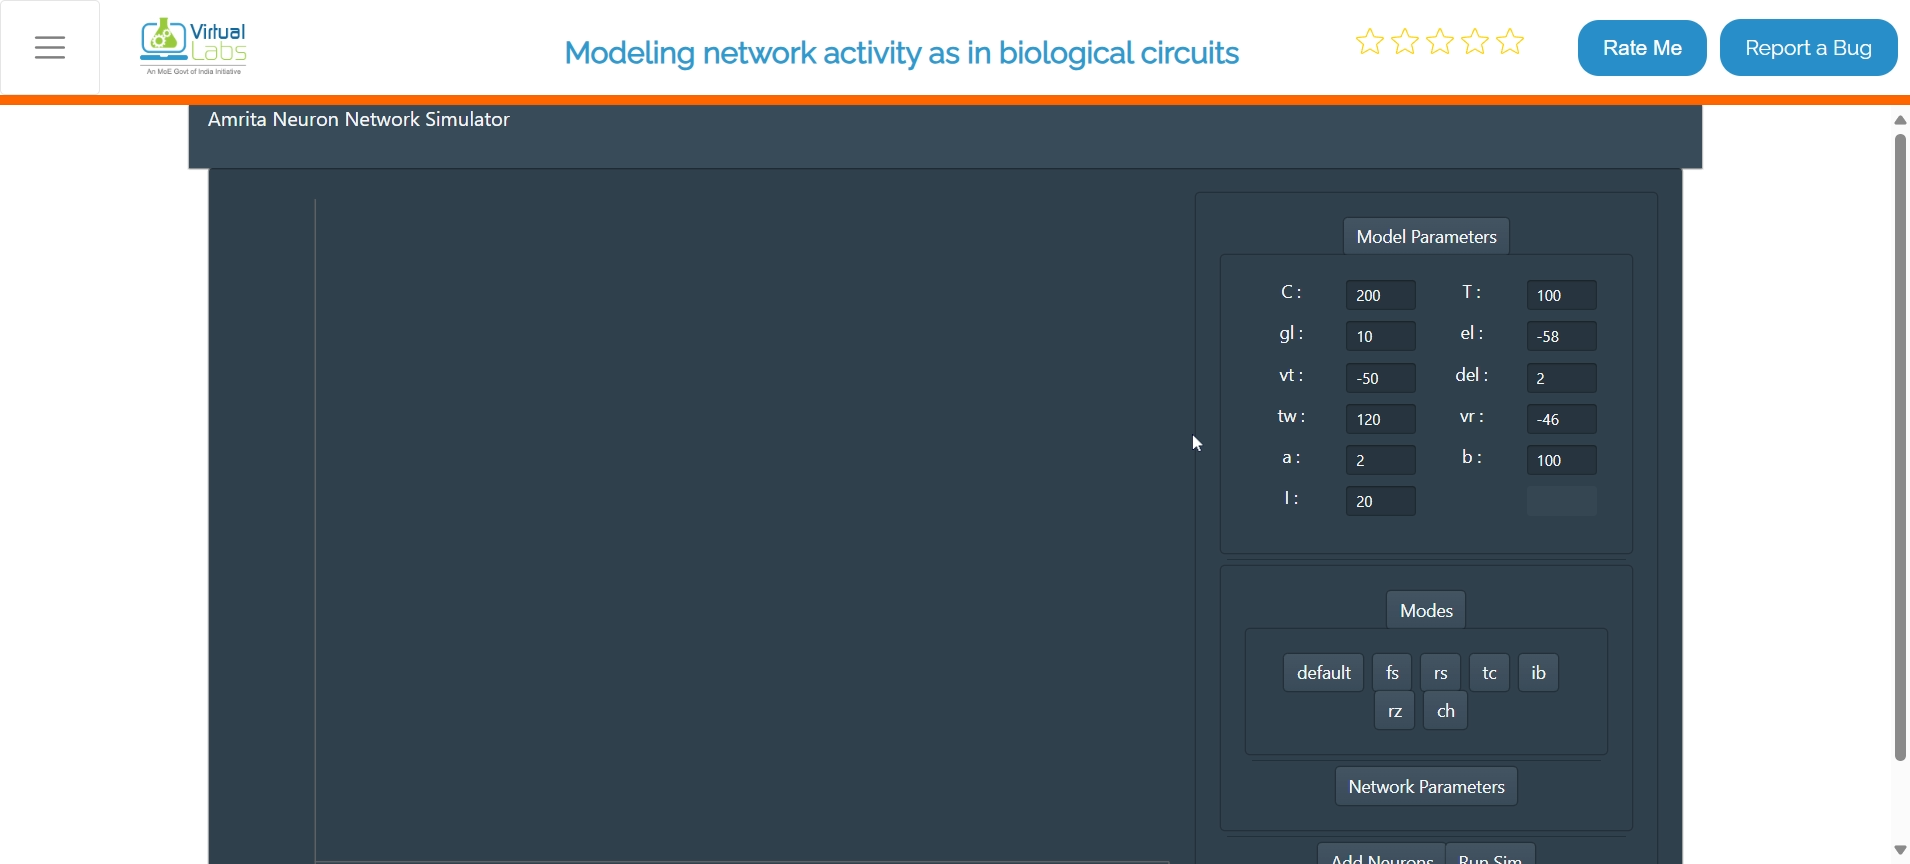 Virtual
Labs
An MoE Govt of India Initiative
Modeling network activity as in biological circuits
Rate Me
Report a Bug
Amrita Neuron Network Simulator
Model Parameters
C : 200 T : 100
gl : 10 el : -58
vt : -50 del : 2
tw : 120 vr : -46
a : 2 b : 100
I : 20
Modes
default fs rs tc ib
rz ch
Network Parameters
Add Neurons Run Sim